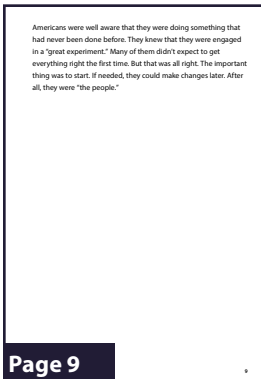 Americans were well aware that they were doing something that
had never been done before. They knew that they were engaged
in a “great experiment.” Many of them didn’t expect to get
everything right the first time. But that was all right. The important
thing was to start. If needed, they could make changes later. After
all, they were “the people.”
Page 9
9